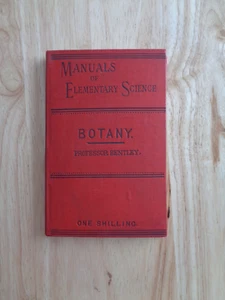 MANUALS
OF
ELEMENTARY SCIENCE
BOTANY.
PROFESSOR BENTLEY.
ONE SHILLING.